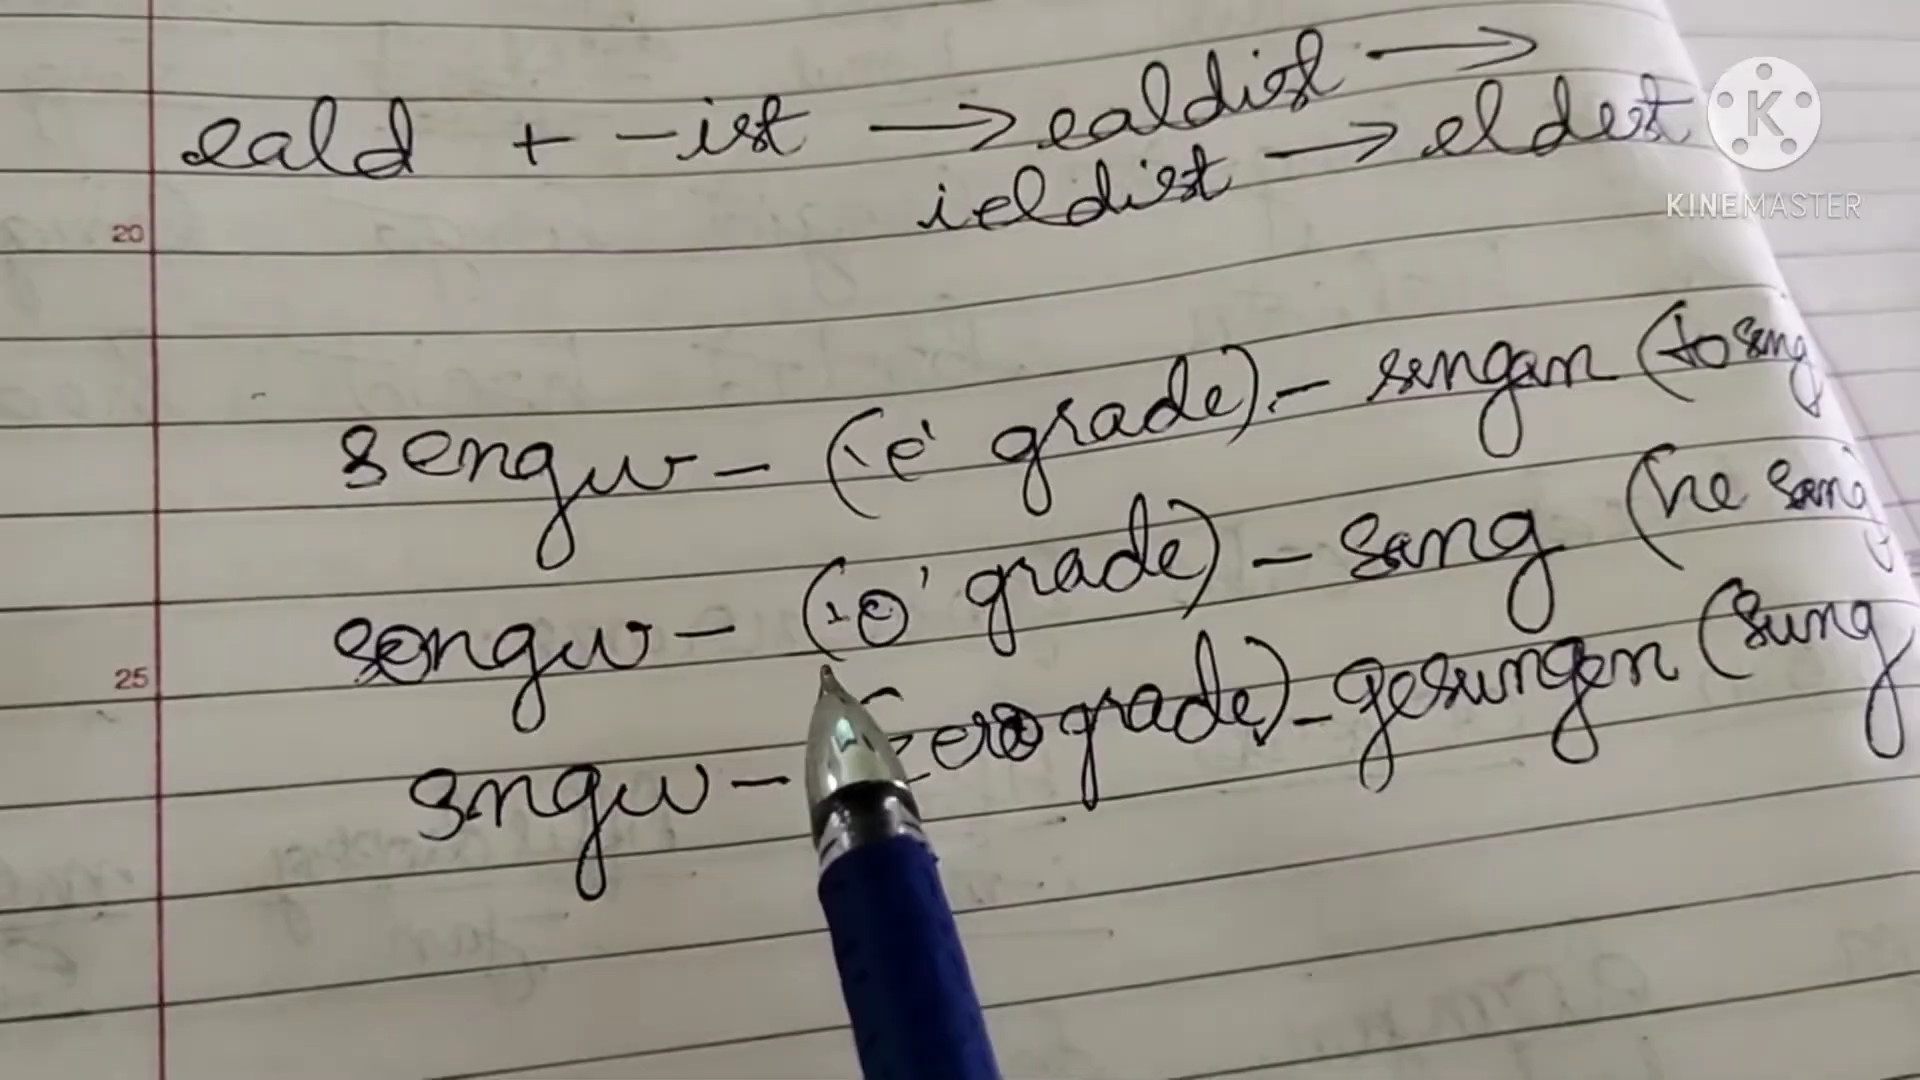 eald + -ist → ealdist →
ieldist → eldest
20
sengw - ('e' grade) - sengan (to sing
songw - ('o' grade) - sang (he sang
25
sngw - (zero grade) - gesungen (sung
K
KINEMASTER